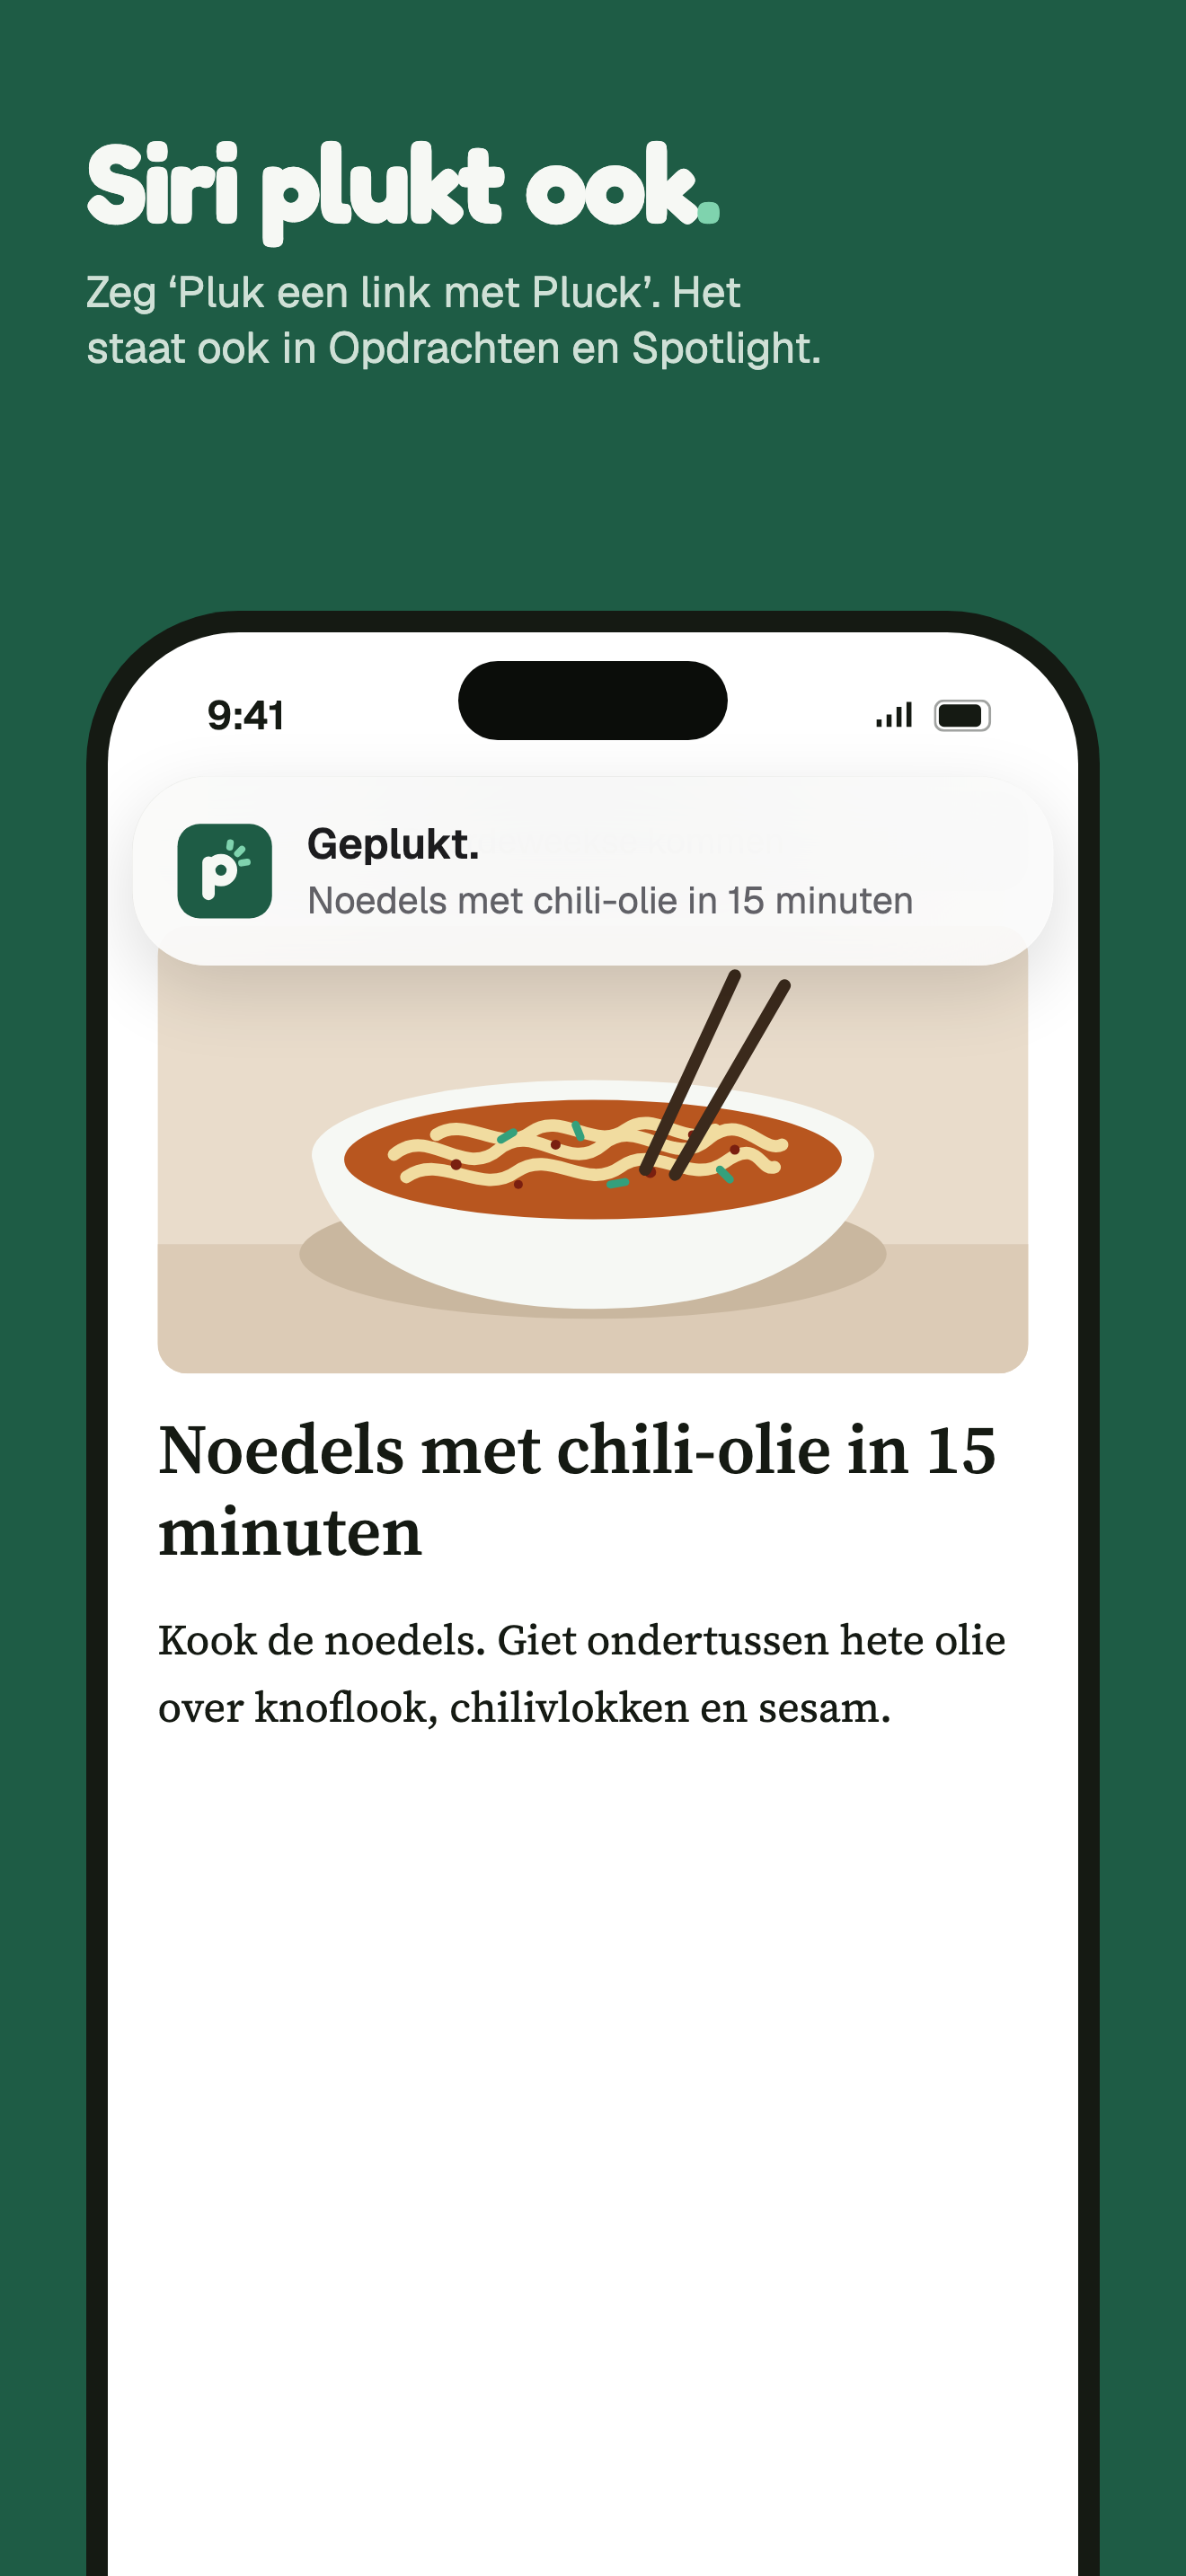 Siri plukt ook.
Zeg ‘Pluk een link met Pluck’. Het
staat ook in Opdrachten en Spotlight.
9:41
p
Geplukt.
Noedels met chili-olie in 15 minuten
Noedels met chili-olie in 15
minuten
Kook de noedels. Giet ondertussen hete olie
over knoflook, chilivlokken en sesam.